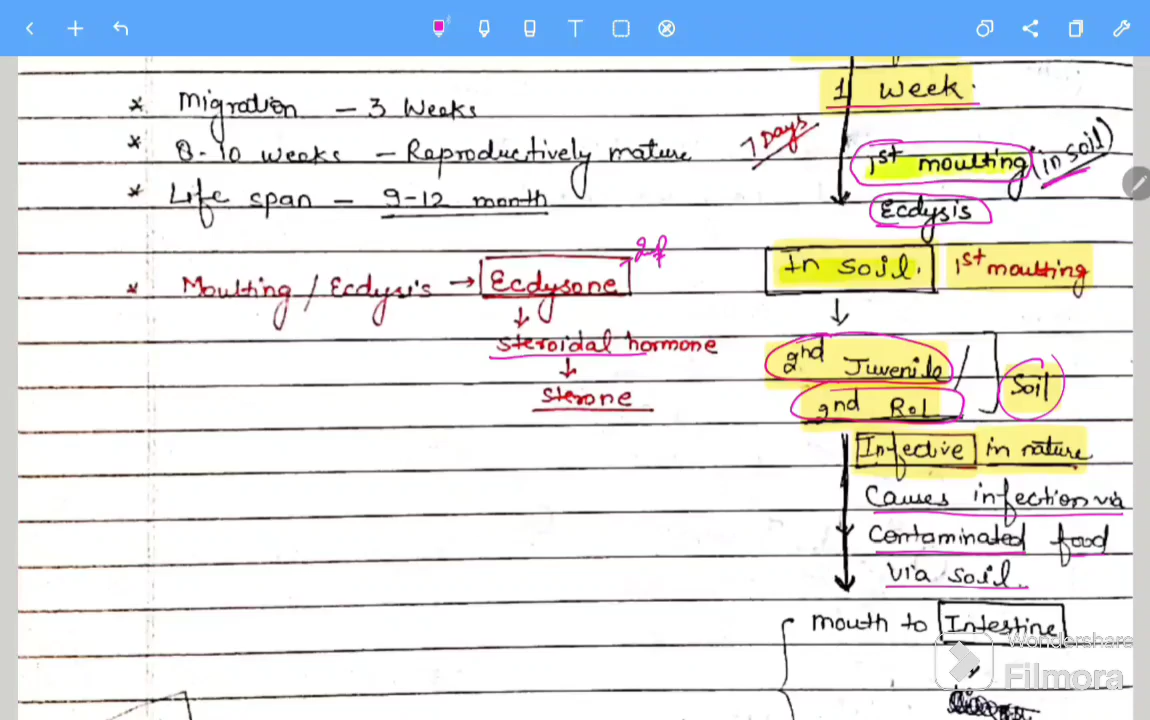 * Migration - 3 Weeks
* 8-10 weeks - Reproductively mature
* Life span - 9-12 month
* Moulting / Ecdysis → Ecdysone
↓
steroidal hormone
↓
sterone
1 week.
7 Days
1st moulting (in soil)
Ecdysis
In soil. 1st moulting
↓
2nd Juvenile /
2nd RoL
Soil
Infective in nature
Causes infection via
Contaminated food
via soil.
mouth to Intestine
Wondershare
Filmora